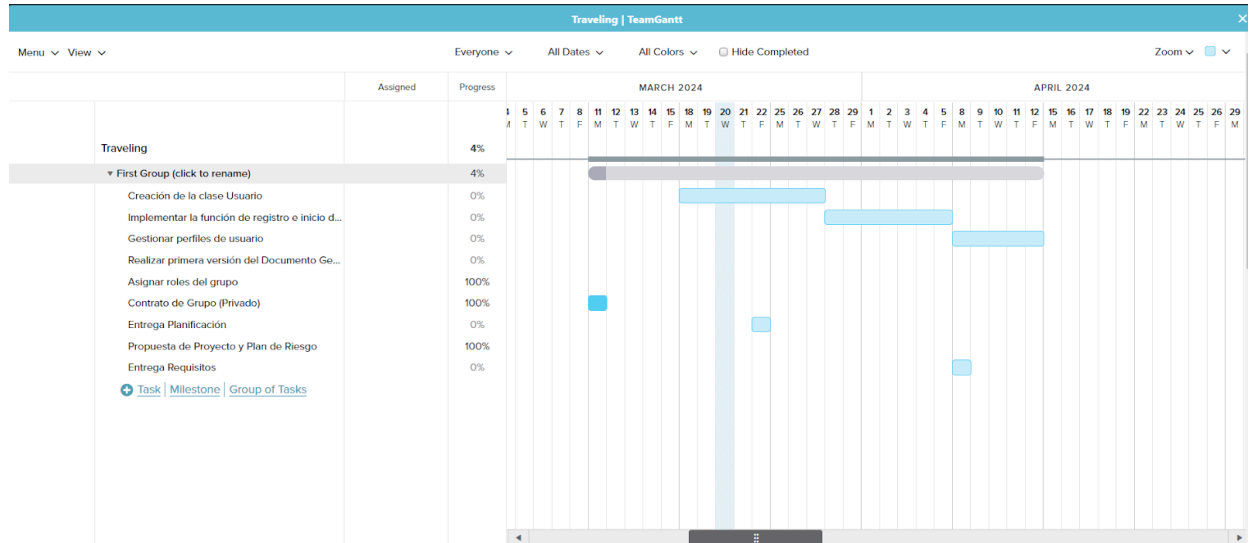 Traveling | TeamGantt
Menu View Everyone All Dates All Colors Hide Completed Zoom
Assigned Progress MARCH 2024 APRIL 2024
5 6 7 8 11 12 13 14 15 18 19 20 21 22 25 26 27 28 29 1 2 3 4 5 8 9 10 11 12 15 16 17 18 19 22 23 24 25 26 29
M T W T F M T W T F M T W T F M T W T F M T W T F M T W T F M T W T F M T W T F M
Traveling 4%
First Group (click to rename) 4%
Creación de la clase Usuario 0%
Implementar la función de registro e inicio d... 0%
Gestionar perfiles de usuario 0%
Realizar primera versión del Documento Ge... 0%
Asignar roles del grupo 100%
Contrato de Grupo (Privado) 100%
Entrega Planificación 0%
Propuesta de Proyecto y Plan de Riesgo 100%
Entrega Requisitos 0%
Task | Milestone | Group of Tasks